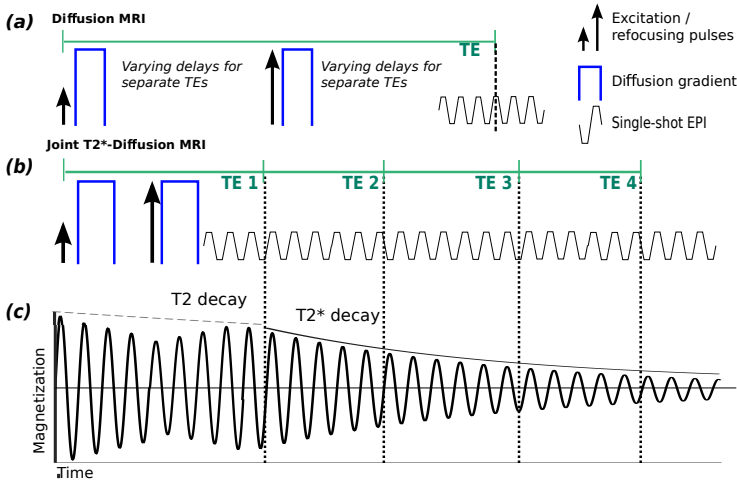 (a)
Diffusion MRI
TE
Varying delays for
separate TEs
Varying delays for
separate TEs
Excitation /
refocusing pulses
Diffusion gradient
Single-shot EPI
Joint T2*-Diffusion MRI
(b)
TE 1
TE 2
TE 3
TE 4
(c)
T2 decay
T2* decay
Magnetization
Time